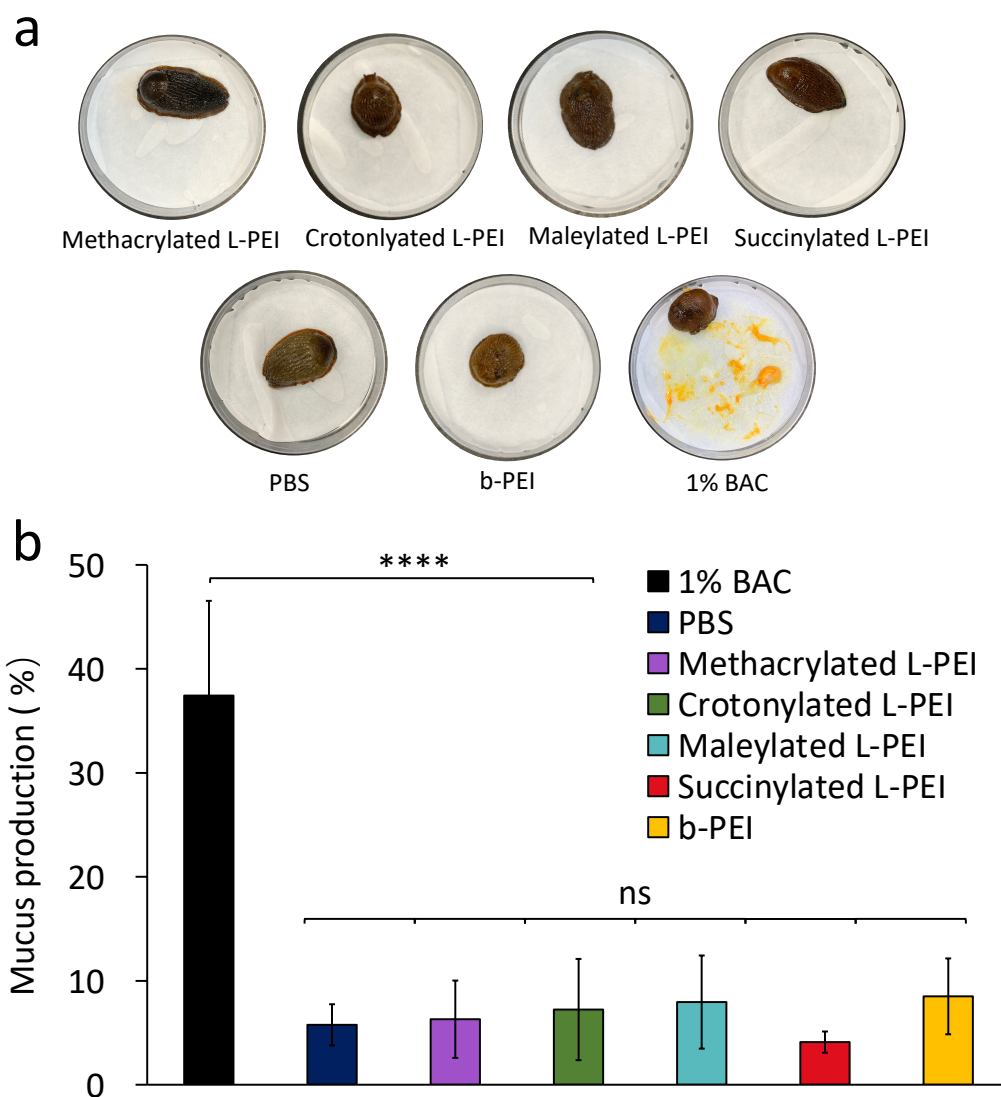 a
Methacrylated L-PEI
Crotonlyated L-PEI
Maleylated L-PEI
Succinylated L-PEI
PBS
b-PEI
1% BAC
b
Mucus production ( %)
50
40
30
20
10
0
****
ns
1% BAC
PBS
Methacrylated L-PEI
Crotonylated L-PEI
Maleylated L-PEI
Succinylated L-PEI
b-PEI